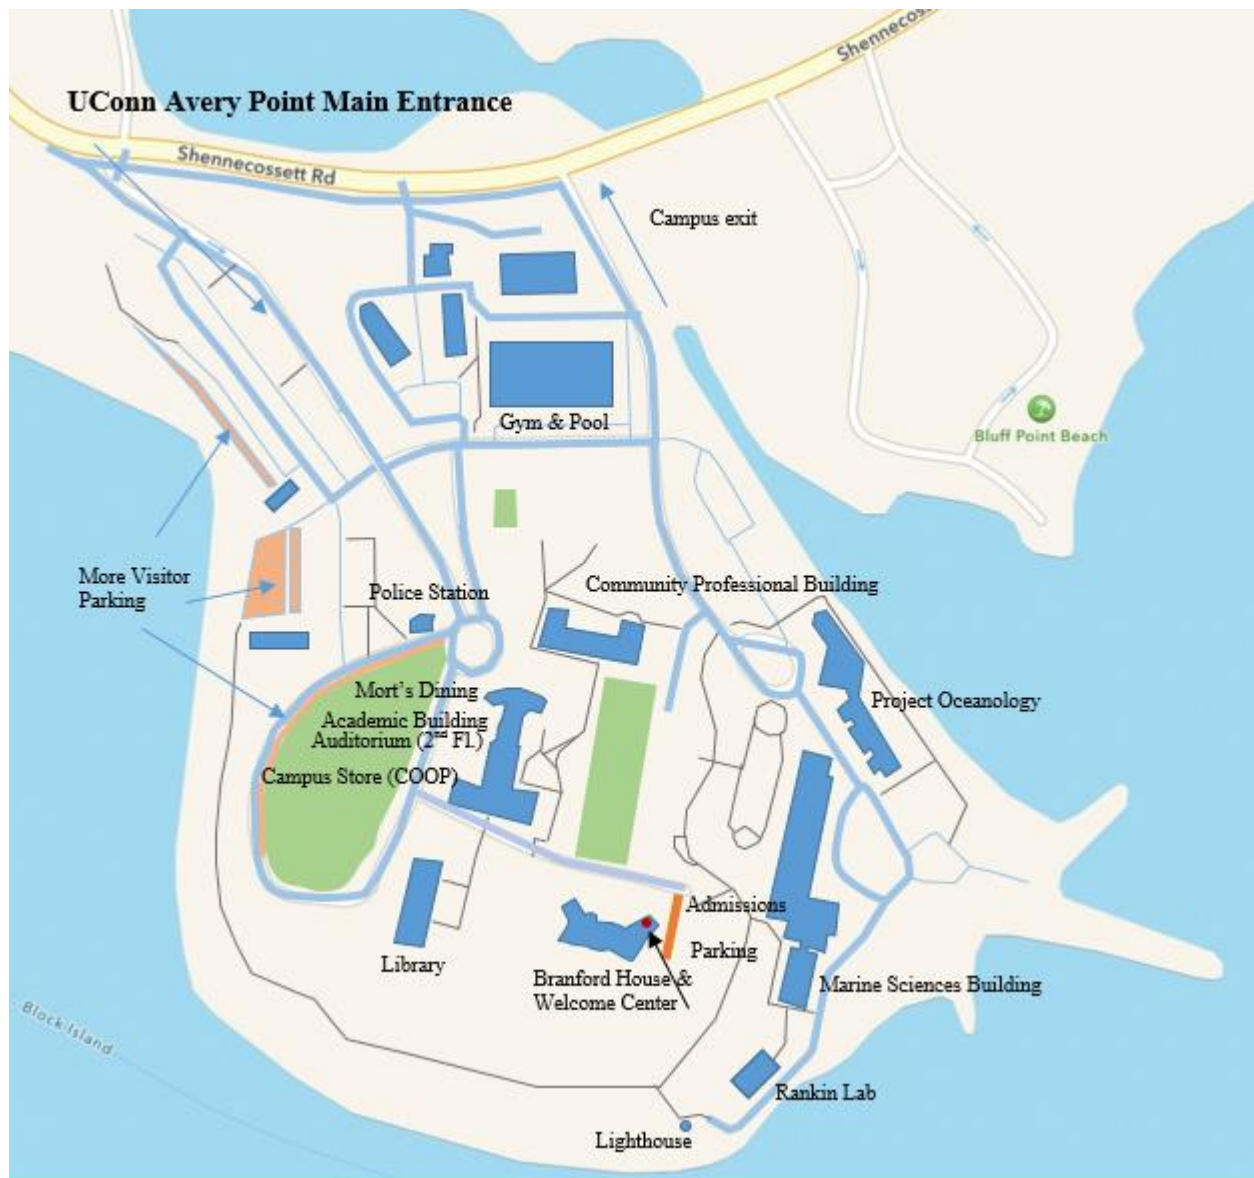 Shennecoss
UConn Avery Point Main Entrance
Shennecossett Rd
Campus exit
Gym & Pool
Bluff Point Beach
More Visitor
Parking
Police Station
Community Professional Building
Mort's Dining
Academic Building
Auditorium (2nd Fl.)
Campus Store (COOP)
Project Oceanology
Admissions
Parking
Library
Branford House &
Welcome Center
Marine Sciences Building
Block Island
Rankin Lab
Lighthouse